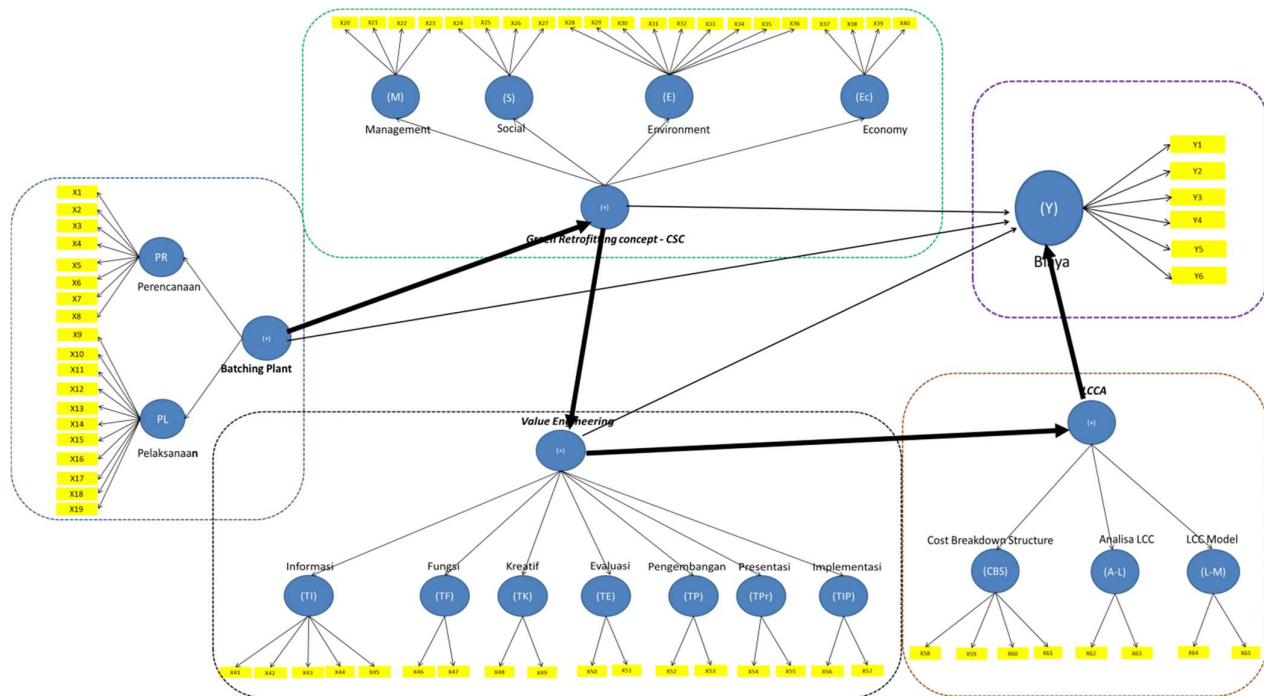 X20 X21 X22 X23 X24 X25 X26 X27 X28 X29 X30 X31 X32 X33 X34 X35 X36 X37 X38 X39 X40
(M) (S) (E) (Ec)
Management Social Environment Economy
(+)
Green Retrofitting concept - CSC
Y1
Y2
Y3
Y4
Y5
Y6
(Y)
Biaya
X1
X2
X3
X4
X5
X6
X7
X8
X9
X10
X11
X12
X13
X14
X15
X16
X17
X18
X19
PR
Perencanaan
(+)
Batching Plant
PL
Pelaksanaan
Value Engineering
(+)
Informasi Fungsi Kreatif Evaluasi Pengembangan Presentasi Implementasi
(TI) (TF) (TK) (TE) (TP) (TPr) (TIP)
X41 X42 X43 X44 X45 X46 X47 X48 X49 X50 X51 X52 X53 X54 X55 X56 X57
LCCA
(+)
Cost Breakdown Structure Analisa LCC LCC Model
(CBS) (A-L) (L-M)
X58 X59 X60 X61 X62 X63 X64 X65